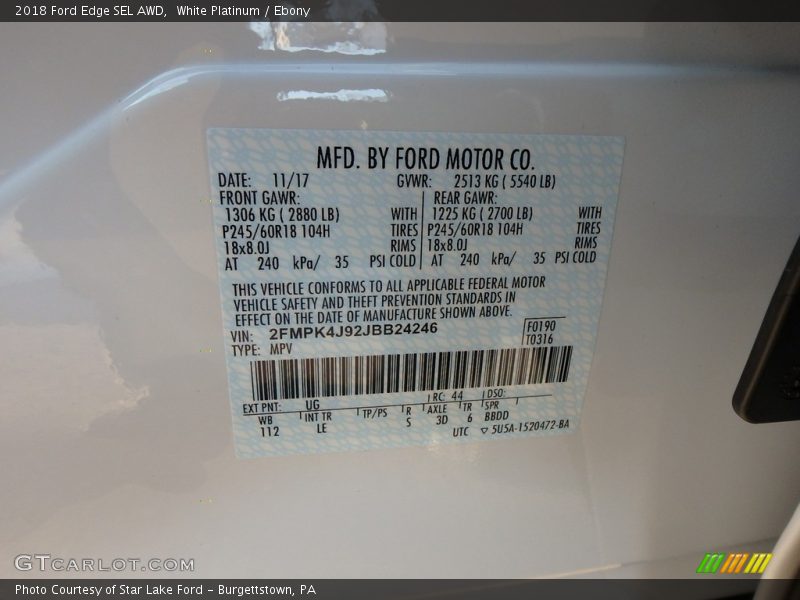 2018 Ford Edge SEL AWD,  White Platinum / Ebony
MFD. BY FORD MOTOR CO.
DATE: 11/17 GVWR: 2513 KG ( 5540 LB)
FRONT GAWR: REAR GAWR:
1306 KG ( 2880 LB) WITH 1225 KG ( 2700 LB) WITH
P245/60R18 104H TIRES P245/60R18 104H TIRES
18x8.0J RIMS 18x8.0J RIMS
AT 240 kPa/ 35 PSI COLD AT 240 kPa/ 35 PSI COLD
THIS VEHICLE CONFORMS TO ALL APPLICABLE FEDERAL MOTOR
VEHICLE SAFETY AND THEFT PREVENTION STANDARDS IN
EFFECT ON THE DATE OF MANUFACTURE SHOWN ABOVE.
VIN: 2FMPK4J92JBB24246 F0190
TYPE: MPV T0316
EXT PNT: UG RC: 44 DSO:
WB INT TR TP/PS R AXLE TR SPR
112 LE S 3D 6 BBDD
UTC ▽ 5U5A-1520472-BA
GTCARLOT.COM
Photo Courtesy of Star Lake Ford – Burgettstown, PA